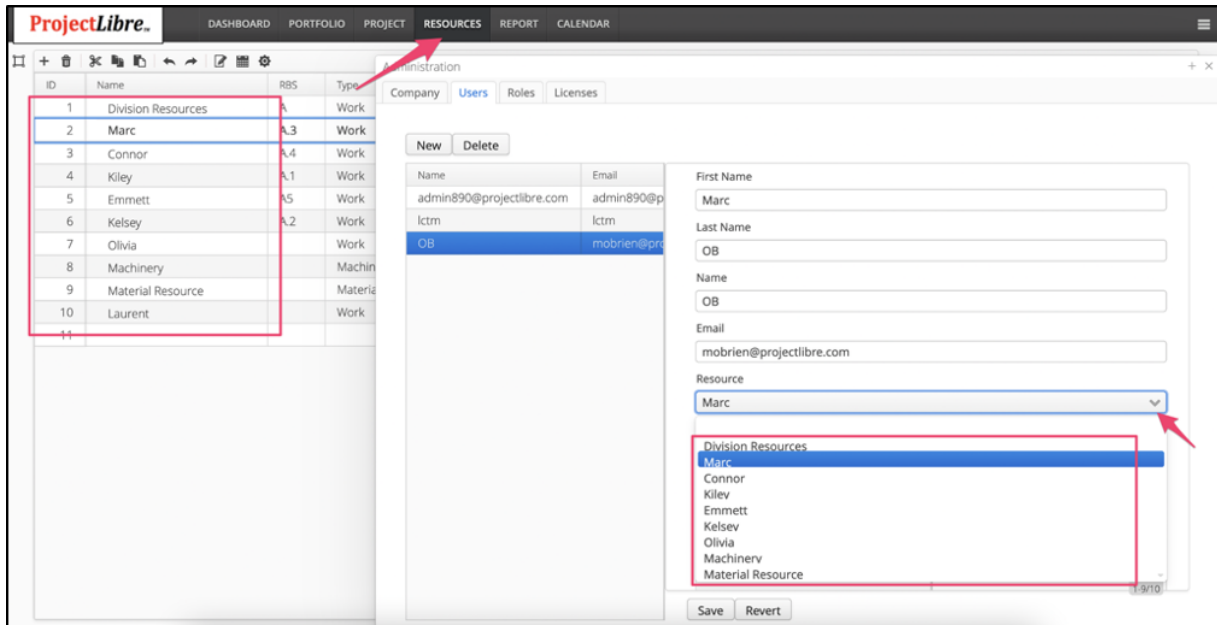 ProjectLibre™ DASHBOARD PORTFOLIO PROJECT RESOURCES REPORT CALENDAR
Administration
ID Name RBS Type
Company Users Roles Licenses
1 Division Resources A Work
2 Marc A.3 Work
3 Connor A.4 Work
4 Kiley A.1 Work
5 Emmett A5 Work
6 Kelsey A.2 Work
7 Olivia Work
8 Machinery Machin
9 Material Resource Materia
10 Laurent Work
11
New Delete
Name Email
admin890@projectlibre.com admin890@p
lctm lctm
OB mobrien@pro
First Name
Marc
Last Name
OB
Name
OB
Email
mobrien@projectlibre.com
Resource
Marc
Division Resources
Marc
Connor
Kiley
Emmett
Kelsey
Olivia
Machinery
Material Resource
1-9/10
Save Revert